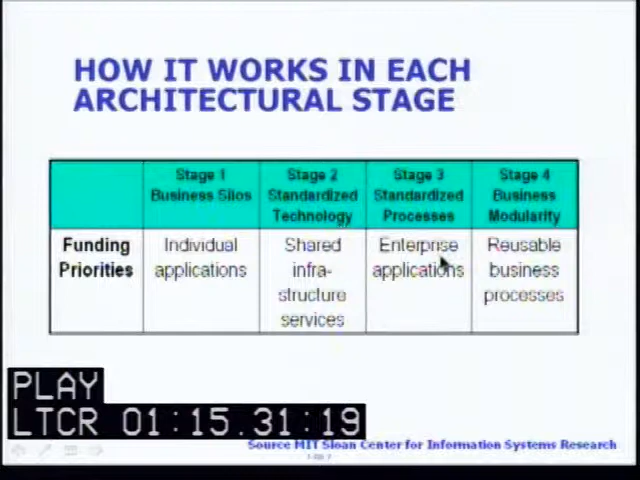 HOW IT WORKS IN EACH
ARCHITECTURAL STAGE
Stage 1
Business Silos
Stage 2
Standardized
Technology
Stage 3
Standardized
Processes
Stage 4
Business
Modularity
Funding
Priorities
Individual
applications
Shared
infra-
structure
services
Enterprise
applications
Reusable
business
processes
PLAY
LTCR 01:15.31:19
Source MIT Sloan Center for Information Systems Research